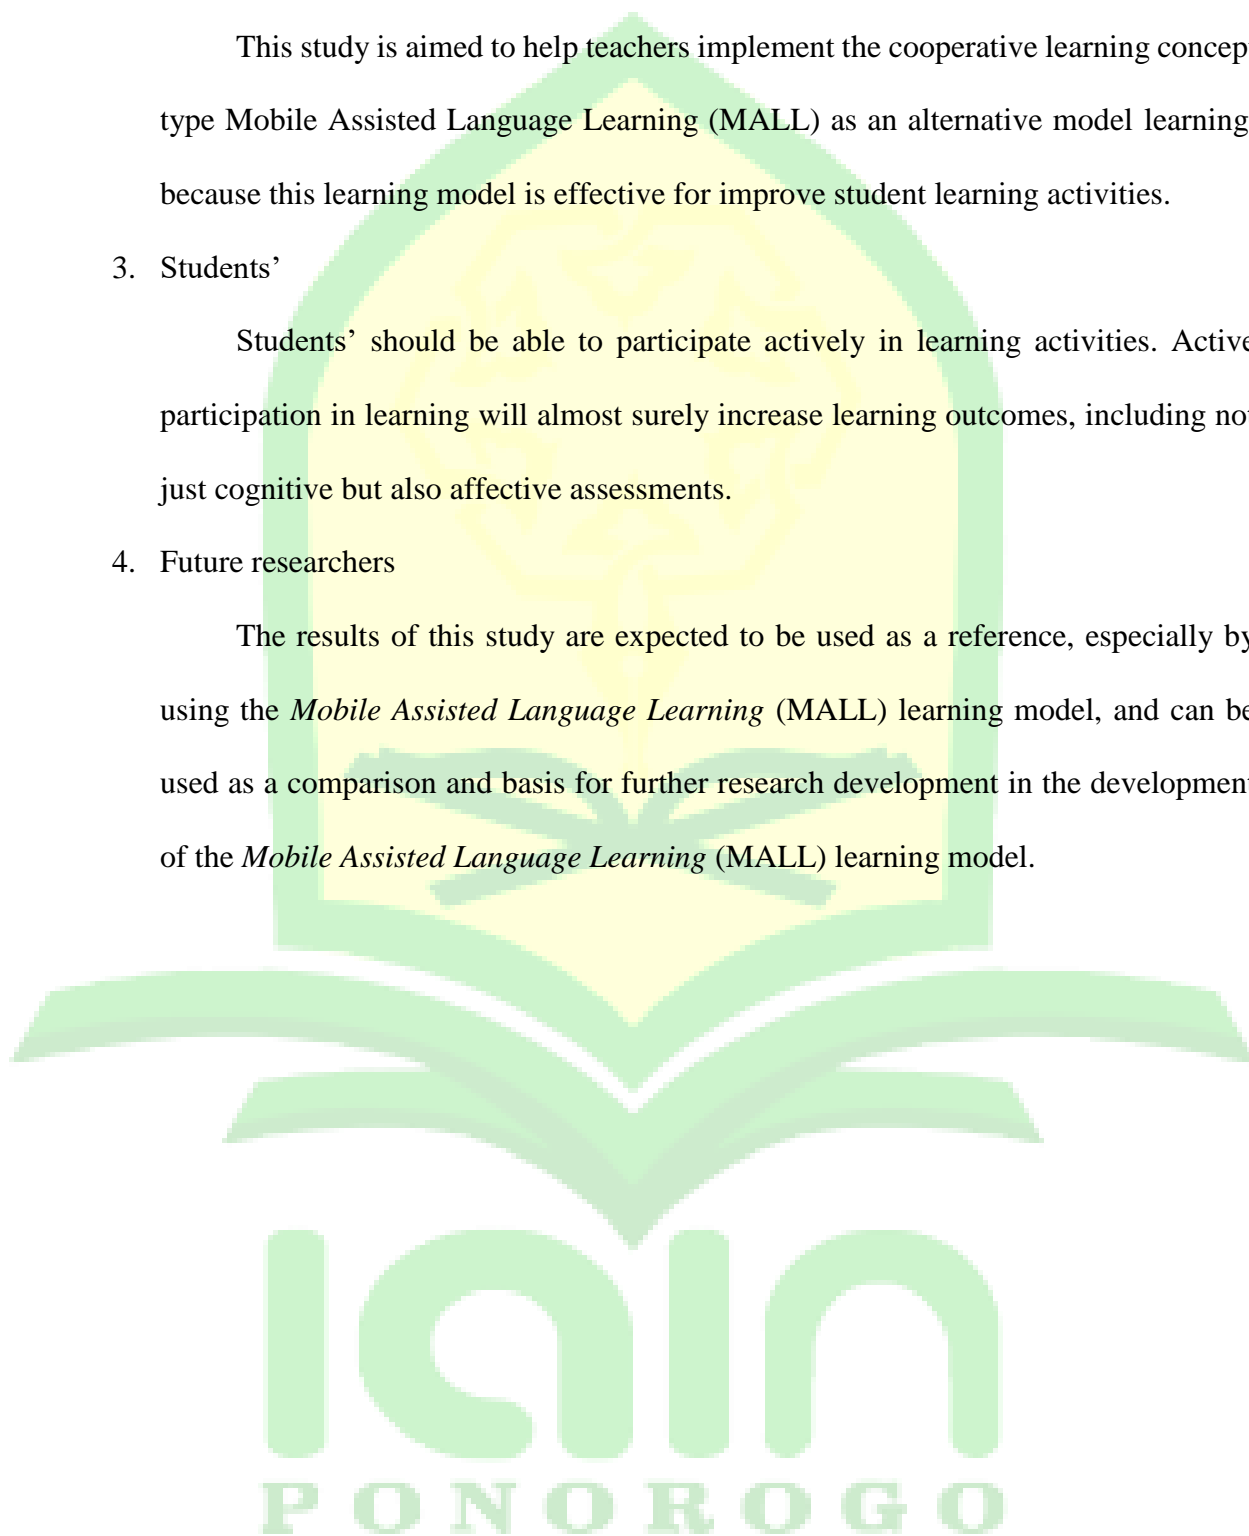 This study is aimed to help teachers implement the cooperative learning concept
type Mobile Assisted Language Learning (MALL) as an alternative model learning
because this learning model is effective for improve student learning activities.
3. Students’
Students’ should be able to participate actively in learning activities. Active
participation in learning will almost surely increase learning outcomes, including not
just cognitive but also affective assessments.
4. Future researchers
The results of this study are expected to be used as a reference, especially by
using the Mobile Assisted Language Learning (MALL) learning model, and can be
used as a comparison and basis for further research development in the development
of the Mobile Assisted Language Learning (MALL) learning model.
iain
PONOROGO